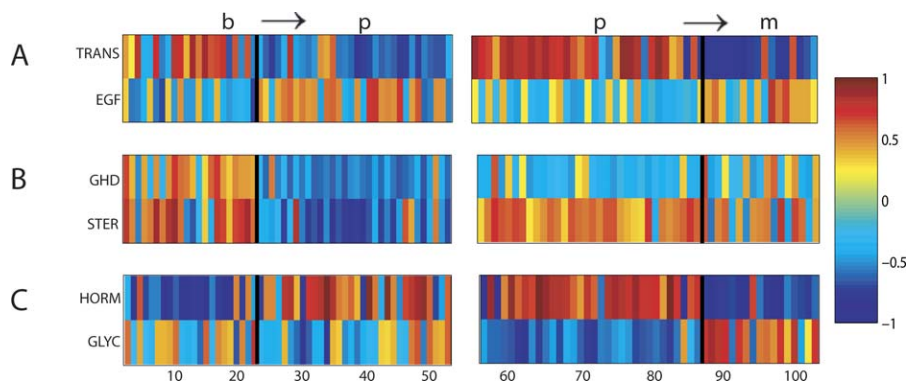 b → p p → m
A TRANS
EGF
B GHD
STER
C HORM
GLYC
10 20 30 40 50 60 70 80 90 100
1
0.5
0
−0.5
−1